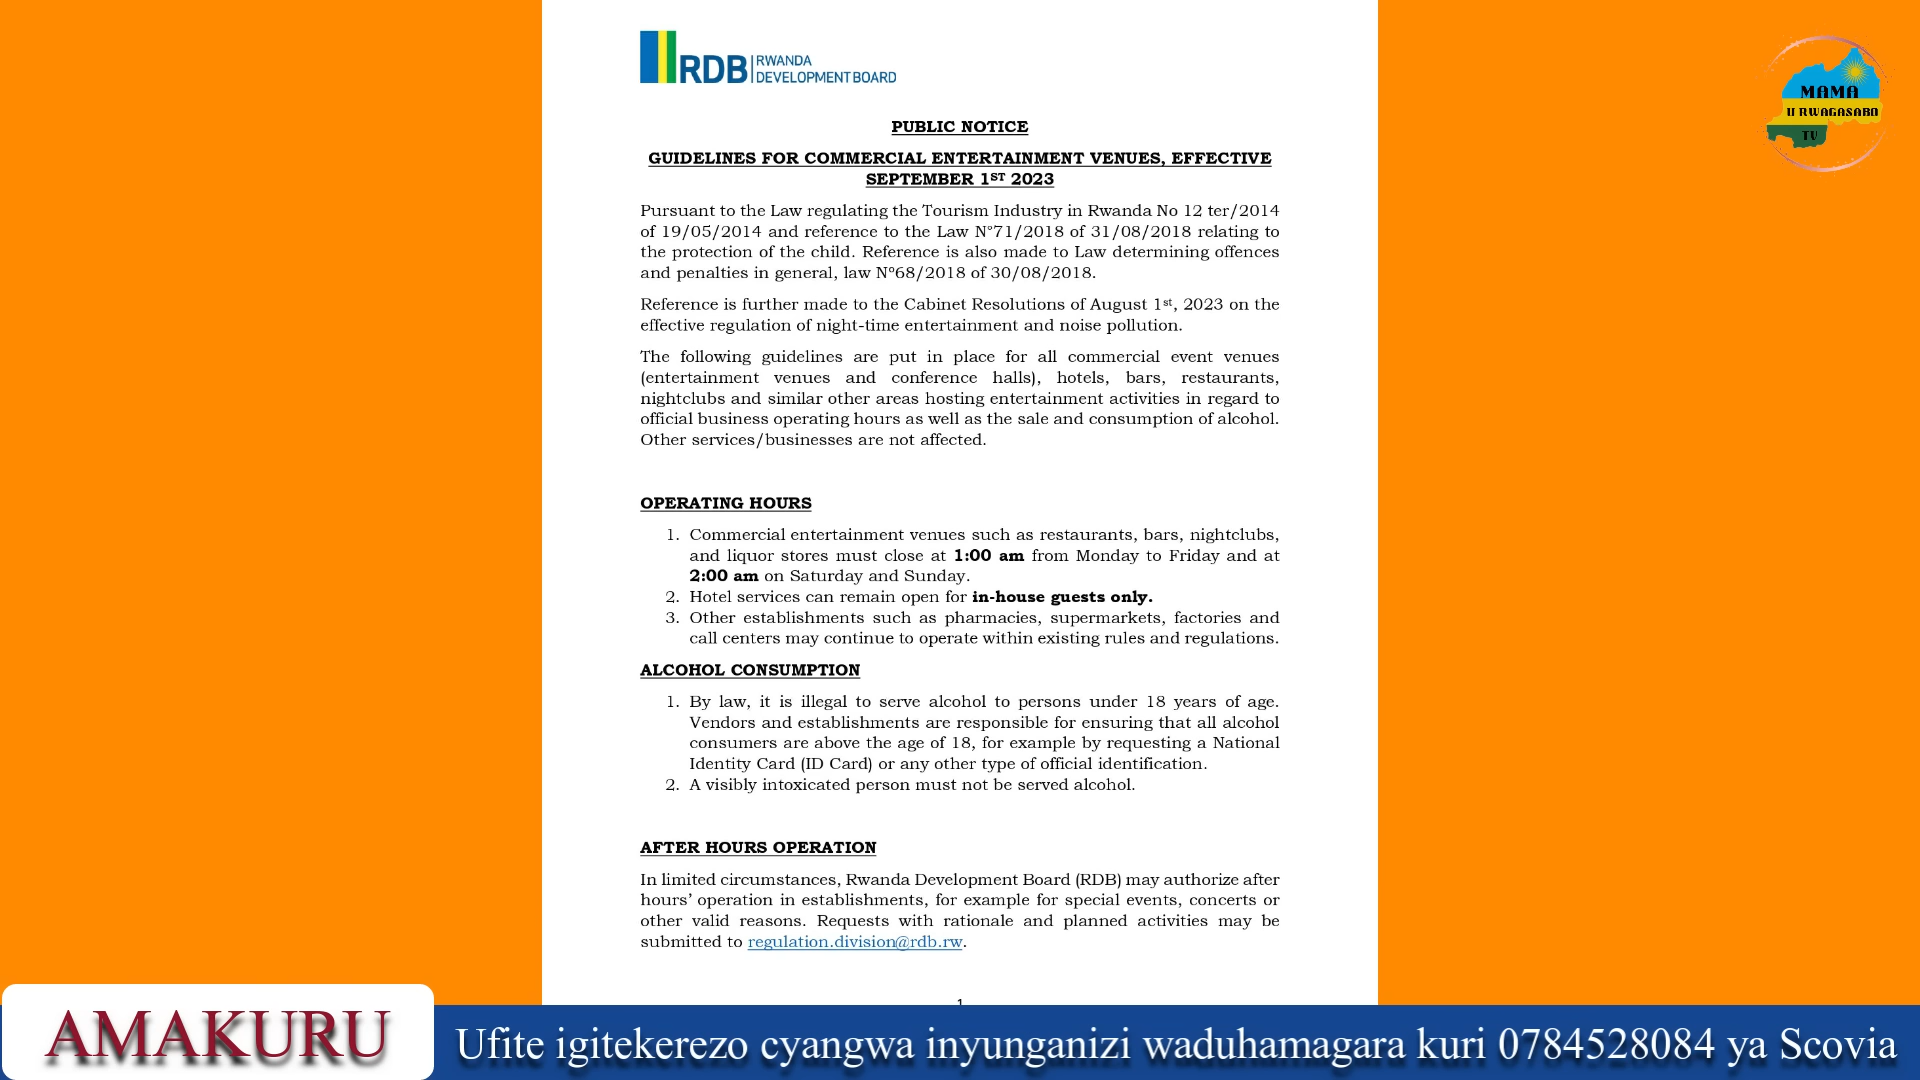 RDB RWANDA
DEVELOPMENT BOARD
MAMA
U RWAGASABO
TV
PUBLIC NOTICE
GUIDELINES FOR COMMERCIAL ENTERTAINMENT VENUES, EFFECTIVE
SEPTEMBER 1ST 2023
Pursuant to the Law regulating the Tourism Industry in Rwanda No 12 ter/2014
of 19/05/2014 and reference to the Law N°71/2018 of 31/08/2018 relating to
the protection of the child. Reference is also made to Law determining offences
and penalties in general, law Nº68/2018 of 30/08/2018.
Reference is further made to the Cabinet Resolutions of August 1st, 2023 on the
effective regulation of night-time entertainment and noise pollution.
The following guidelines are put in place for all commercial event venues
(entertainment venues and conference halls), hotels, bars, restaurants,
nightclubs and similar other areas hosting entertainment activities in regard to
official business operating hours as well as the sale and consumption of alcohol.
Other services/businesses are not affected.
OPERATING HOURS
1. Commercial entertainment venues such as restaurants, bars, nightclubs,
and liquor stores must close at 1:00 am from Monday to Friday and at
2:00 am on Saturday and Sunday.
2. Hotel services can remain open for in-house guests only.
3. Other establishments such as pharmacies, supermarkets, factories and
call centers may continue to operate within existing rules and regulations.
ALCOHOL CONSUMPTION
1. By law, it is illegal to serve alcohol to persons under 18 years of age.
Vendors and establishments are responsible for ensuring that all alcohol
consumers are above the age of 18, for example by requesting a National
Identity Card (ID Card) or any other type of official identification.
2. A visibly intoxicated person must not be served alcohol.
AFTER HOURS OPERATION
In limited circumstances, Rwanda Development Board (RDB) may authorize after
hours’ operation in establishments, for example for special events, concerts or
other valid reasons. Requests with rationale and planned activities may be
submitted to regulation.division@rdb.rw.
1
AMAKURU
Ufite igitekerezo cyangwa inyunganizi waduhamagara kuri 0784528084 ya Scovia